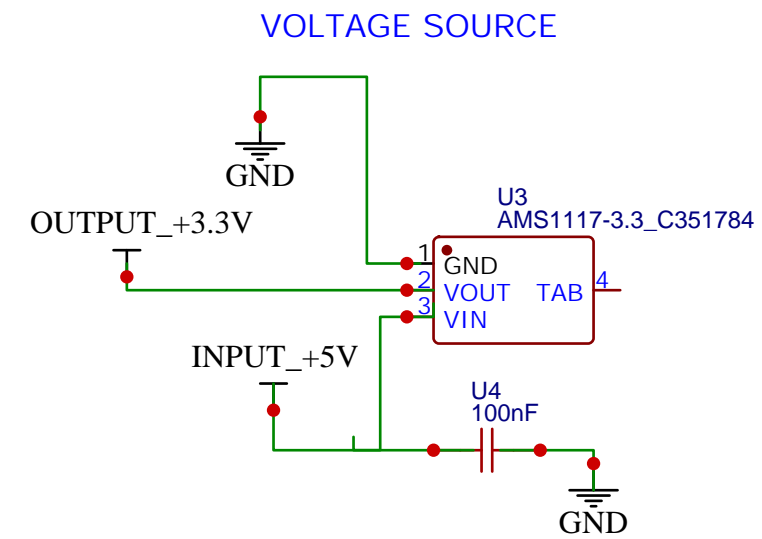 VOLTAGE SOURCE
GND
OUTPUT_+3.3V
U3
AMS1117-3.3_C351784
1
GND
2
VOUT
TAB
4
3
VIN
INPUT_+5V
U4
100nF
GND